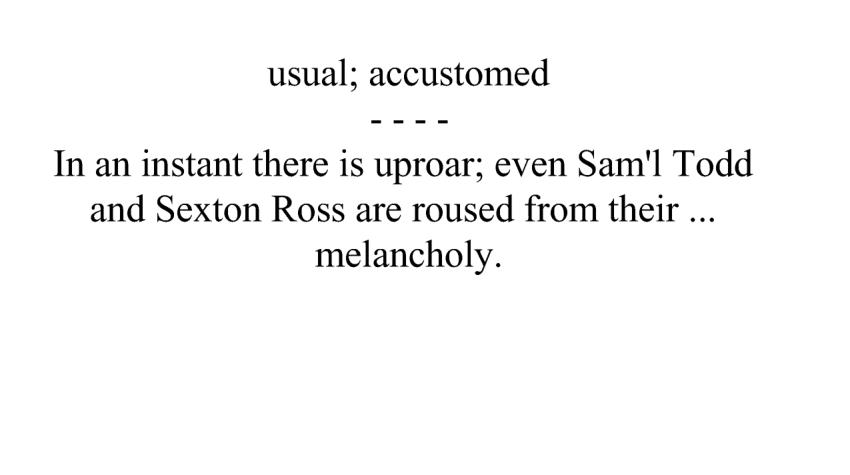 usual; accustomed
- - - -
In an instant there is uproar; even Sam'l Todd
and Sexton Ross are roused from their ...
melancholy.